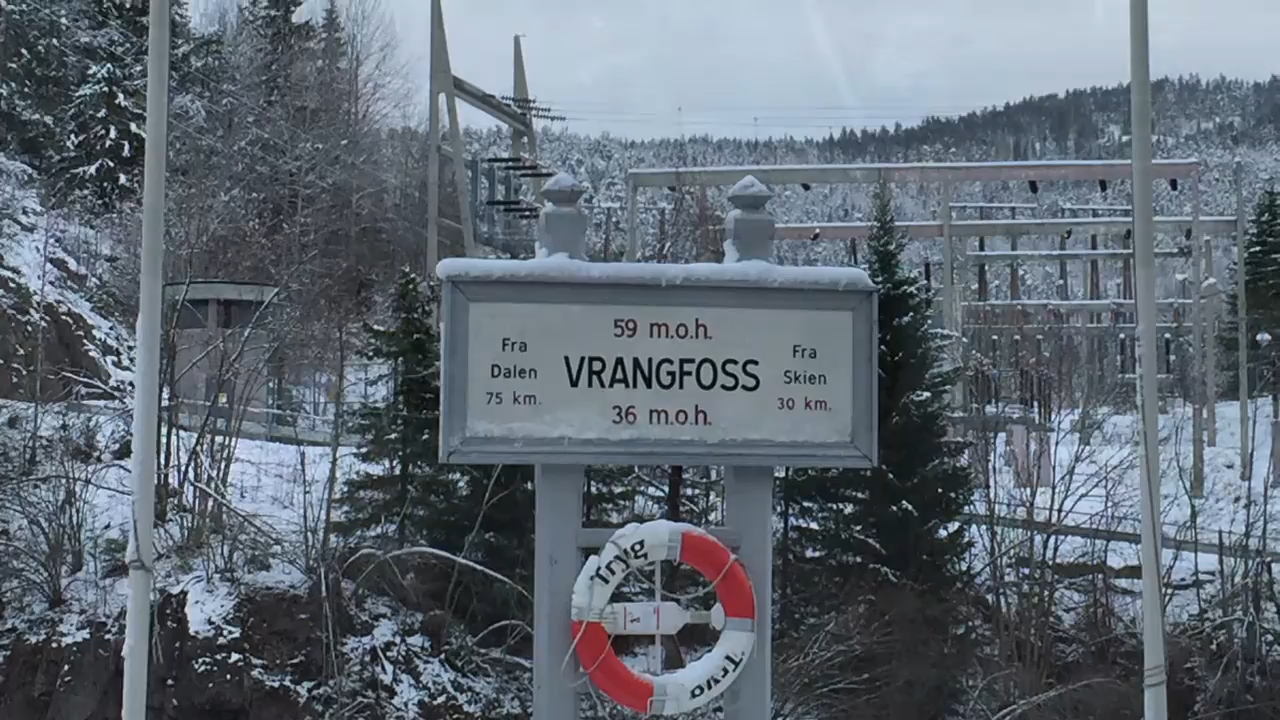 59 m.o.h.
Fra
Dalen
75 km.
VRANGFOSS
Fra
Skien
30 km.
36 m.o.h.
Tryg
Tryg